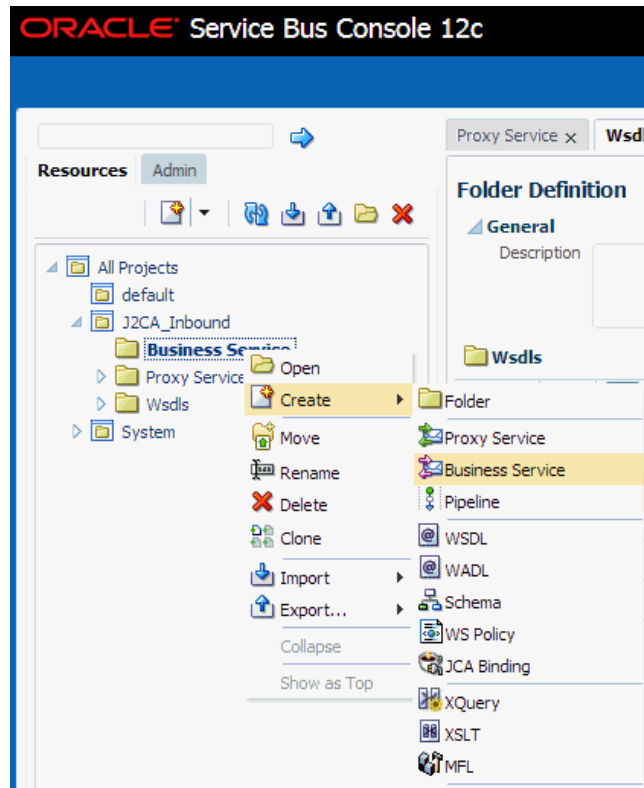 ORACLE Service Bus Console 12c
Proxy Service x
Wsdl
Resources
Admin
Folder Definition
General
Description
All Projects
default
J2CA_Inbound
Business Service
Proxy Service
Wsdls
System
Wsdls
Open
Create
Move
Rename
Delete
Clone
Import
Export...
Collapse
Show as Top
Folder
Proxy Service
Business Service
Pipeline
WSDL
WADL
Schema
WS Policy
JCA Binding
XQuery
XSLT
MFL